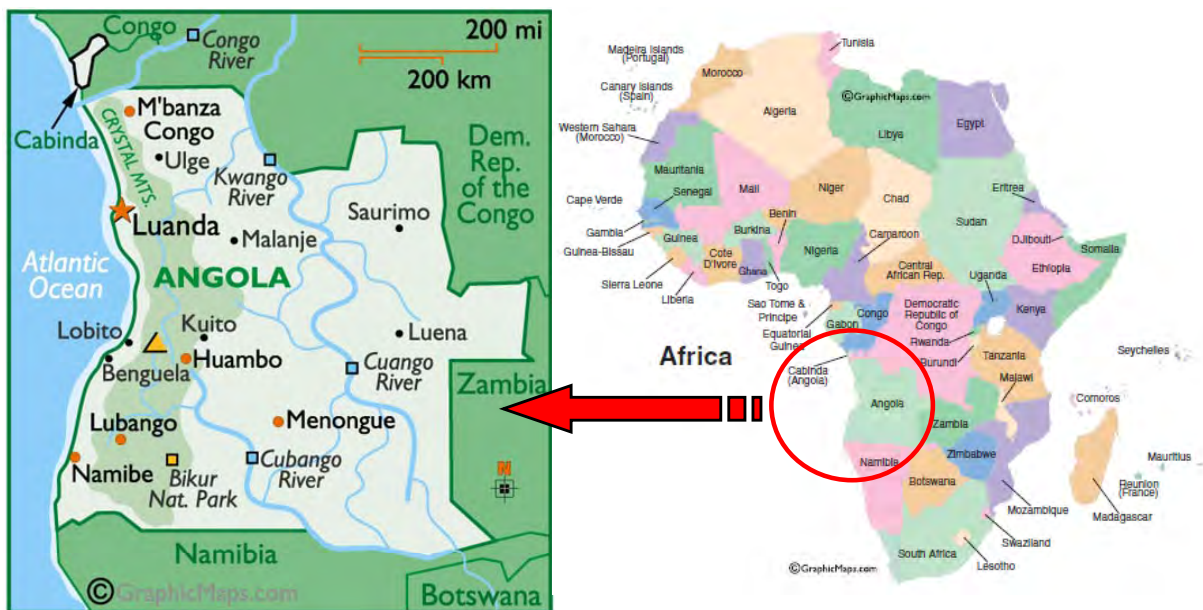 Congo
200 mi
Congo
River
200 km
M'banza
Congo
Cabinda
CRYSTAL MTS.
Ulge
Kwango
River
Dem.
Rep.
of the
Congo
Saurimo
Luanda
Malanje
Atlantic
Ocean
ANGOLA
Lobito
Kuito
Luena
Huambo
Benguela
Cuango
River
Zambia
Lubango
Menongue
Namibe
Bikur
Nat. Park
Cubango
River
N
Namibia
©GraphicMaps.com
Botswana
Tunisia
Madeira Islands
(Portugal)
Morocco
Canary Islands
(Spain)
Algeria
©GraphicMaps.com
Libya
Egypt
Western Sahara
(Morocco)
Mauritania
Mali
Niger
Chad
Sudan
Eritrea
Cape Verde
Senegal
Gambia
Guinea-Bissau
Guinea
Burkina
Benin
Nigeria
Cameroon
Djibouti
Somalia
Sierra Leone
Cote
D'Ivore
Ghana
Togo
Liberia
Central
African Rep.
Uganda
Ethiopia
Sao Tome &
Principe
Equatorial
Guinea
Gabon
Congo
Democratic
Republic of
Congo
Kenya
Rwanda
Burundi
Africa
Cabinda
(Angola)
Tanzania
Malawi
Seychelles
Comoros
Angola
Zambia
Namibia
Zimbabwe
Botswana
Mozambique
Mauritius
Reunion
(France)
Madagascar
Swaziland
South Africa
Lesotho
©GraphicMaps.com